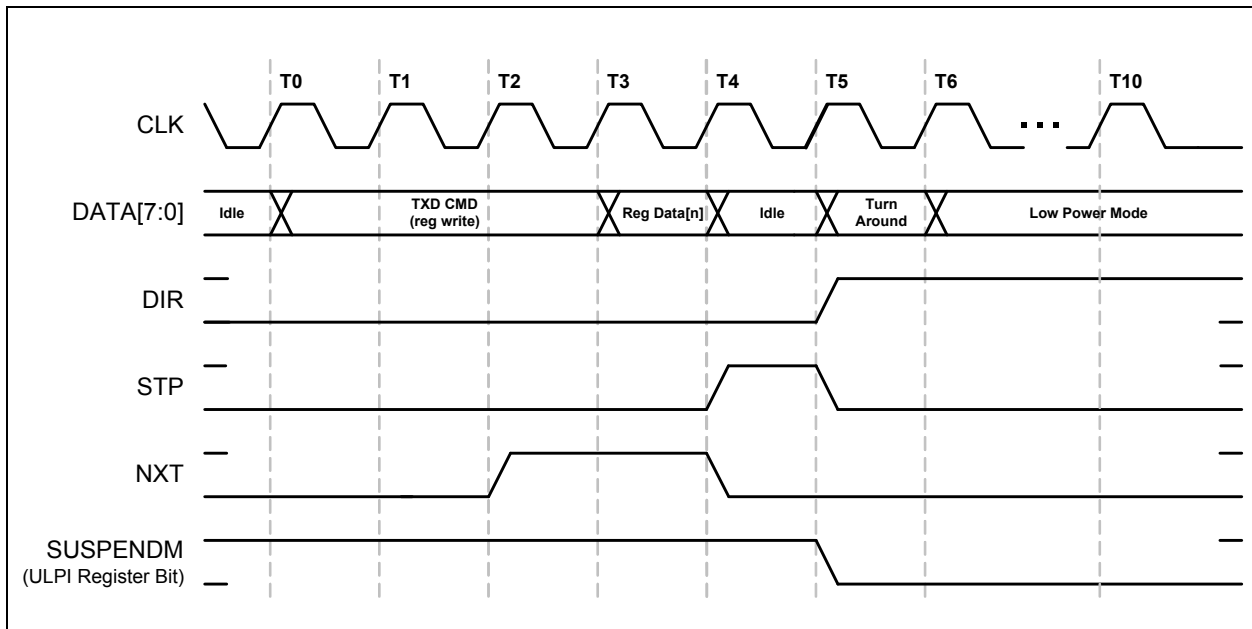 T0 T1 T2 T3 T4 T5 T6 T10
CLK
...
DATA[7:0] Idle TXD CMD Reg Data[n] Idle Turn Low Power Mode
(reg write) Around
DIR
STP
NXT
SUSPENDM
(ULPI Register Bit)